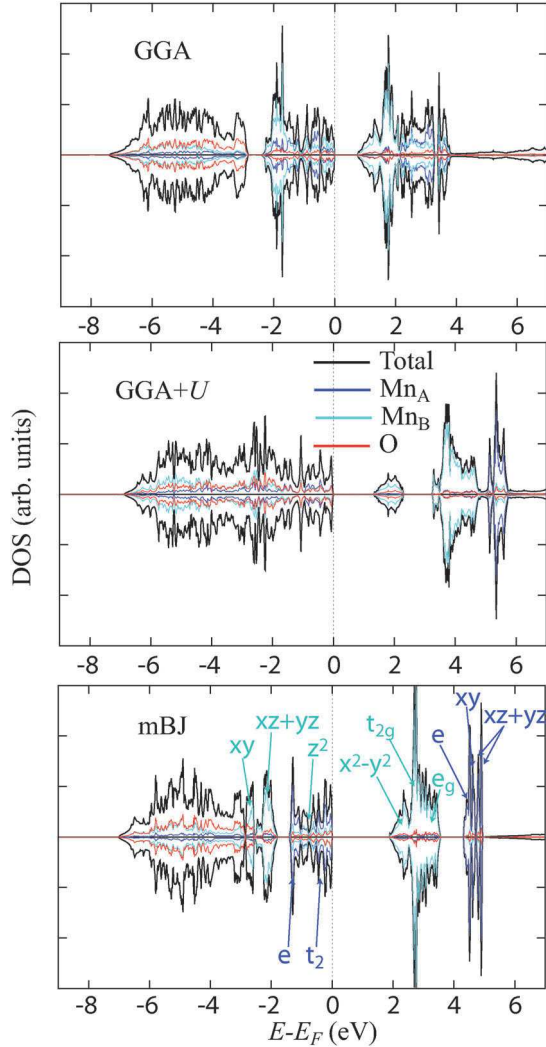 GGA
-8 -6 -4 -2 0 2 4 6
GGA+U
Total
Mn_A
Mn_B
O
DOS (arb. units)
-8 -6 -4 -2 0 2 4 6
mBJ
xy
xz+yz
z²
x²-y²
t₂g
e_g
e
xy
xz+yz
e
t₂
-8 -6 -4 -2 0 2 4 6
E-E_F (eV)